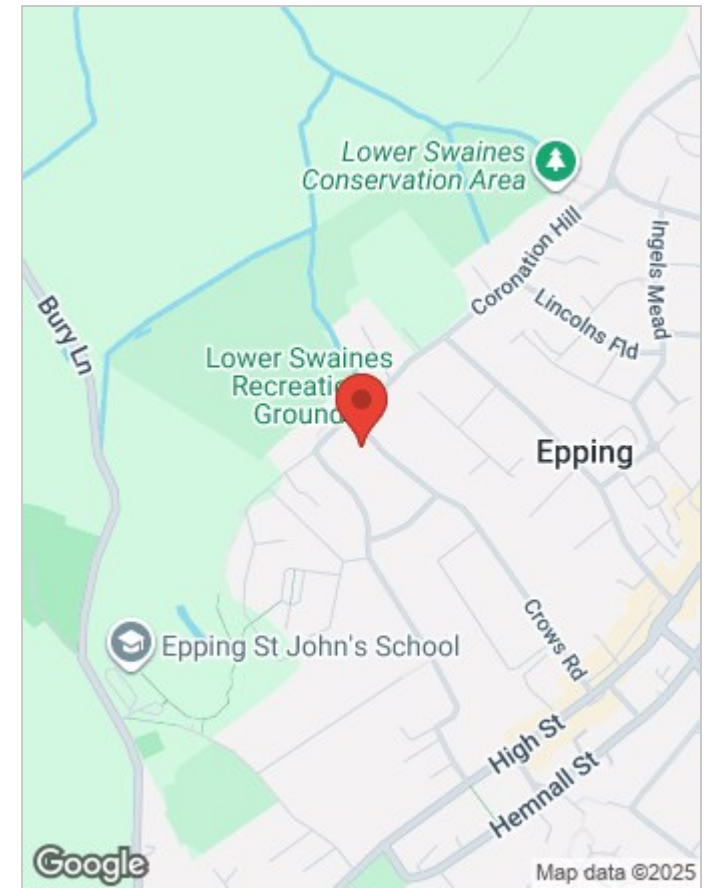 Lower Swaines
Conservation Area
Coronation Hill
Ingels Mead
Lincolns Fld
Bury Ln
Lower Swaines
Recreatio
Ground
Epping
Crows Rd
Epping St John's School
High St
Hemnall St
Google
Map data ©2025